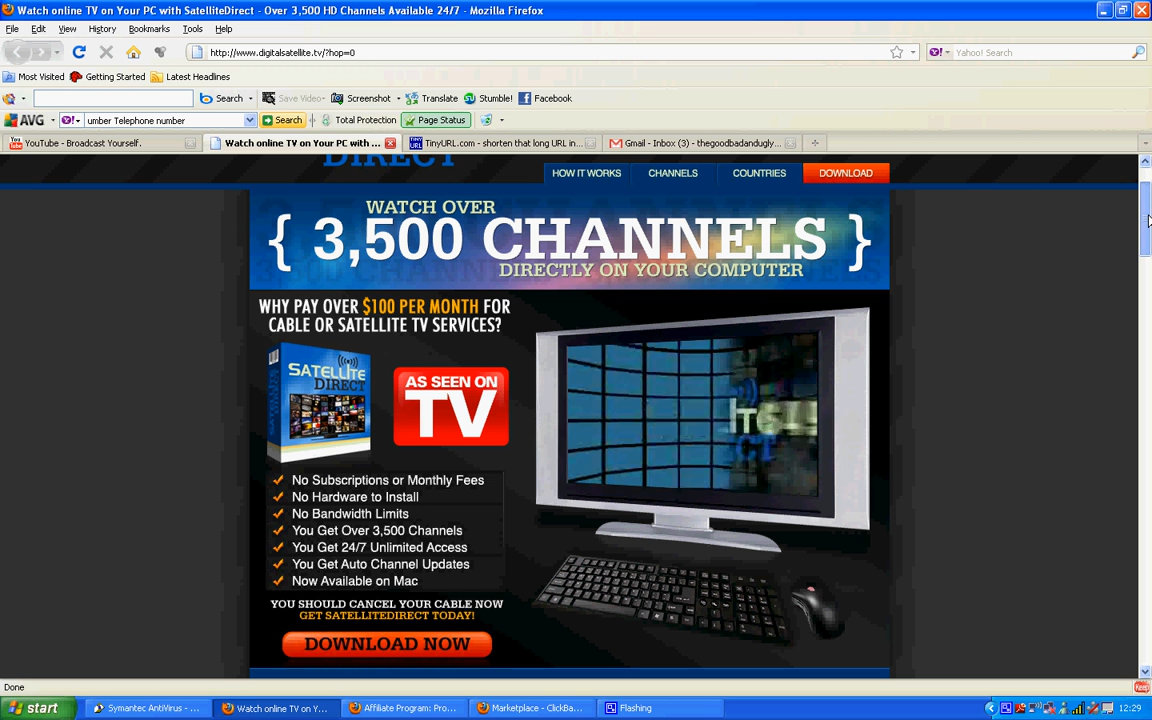 Watch online TV on Your PC with SatelliteDirect - Over 3,500 HD Channels Available 24/7 - Mozilla Firefox
File Edit View History Bookmarks Tools Help
http://www.digitalsatellite.tv/?hop=0
Yahoo! Search
Most Visited Getting Started Latest Headlines
Search Save Video Screenshot Translate Stumble! Facebook
AVG umber Telephone number Search Total Protection Page Status
YouTube - Broadcast Yourself. Watch online TV on Your PC with ... TinyURL.com - shorten that long URL in... Gmail - Inbox (3) - thegoodbadandugly...
DIRECT
HOW IT WORKS CHANNELS COUNTRIES DOWNLOAD
WATCH OVER
{ 3,500 CHANNELS }
DIRECTLY ON YOUR COMPUTER
WHY PAY OVER $100 PER MONTH FOR
CABLE OR SATELLITE TV SERVICES?
SATELLITE
DIRECT
AS SEEN ON
TV
No Subscriptions or Monthly Fees
No Hardware to Install
No Bandwidth Limits
You Get Over 3,500 Channels
You Get 24/7 Unlimited Access
You Get Auto Channel Updates
Now Available on Mac
YOU SHOULD CANCEL YOUR CABLE NOW
GET SATELLITEDIRECT TODAY!
DOWNLOAD NOW
Done
start Symantec AntiVirus - ... Watch online TV on Y... Affiliate Program: Pro... Marketplace - ClickBa... Flashing 12:29